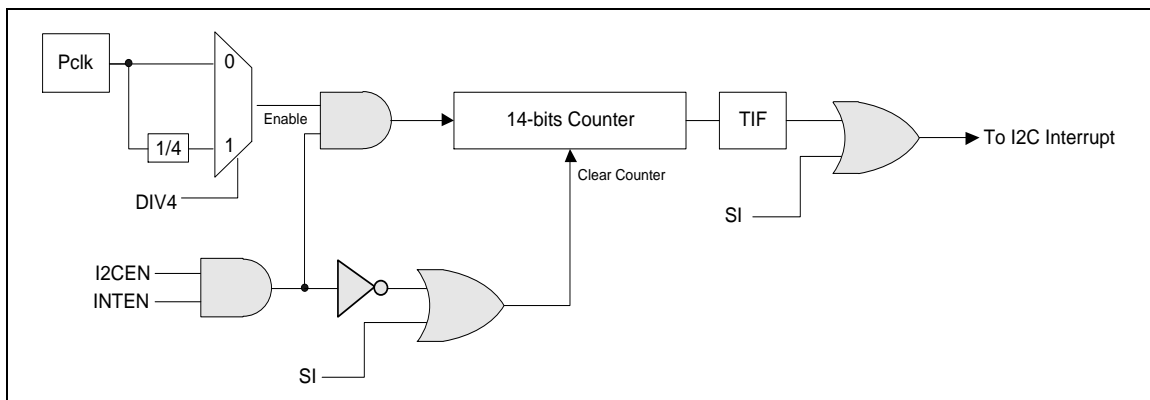 Pclk
0
1/4
1
Enable
DIV4
14-bits Counter
TIF
To I2C Interrupt
Clear Counter
SI
I2CEN
INTEN
SI